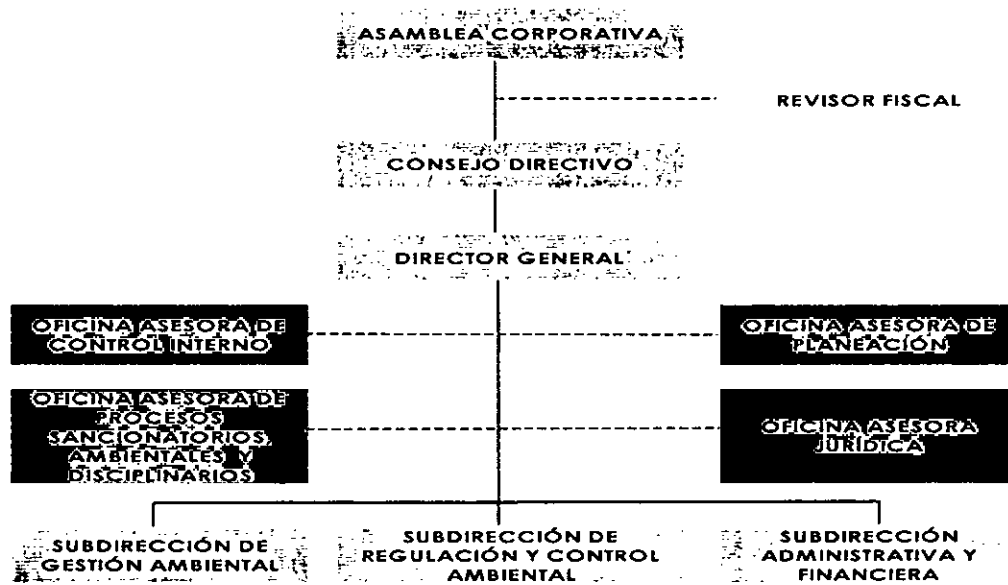 ASAMBLEA CORPORATIVA
REVISOR FISCAL
CONSEJO DIRECTIVO
DIRECTOR GENERAL
OFICINA ASESORA DE
CONTROL INTERNO
OFICINA ASESORA DE
PLANEACIÓN
OFICINA ASESORA DE
PROCESOS
SANCIONATORIOS
AMBIENTALES Y
DISCIPLINARIOS
OFICINA ASESORA
JURÍDICA
SUBDIRECCIÓN DE
GESTIÓN AMBIENTAL
SUBDIRECCIÓN DE
REGULACIÓN Y CONTROL
AMBIENTAL
SUBDIRECCIÓN
ADMINISTRATIVA Y
FINANCIERA